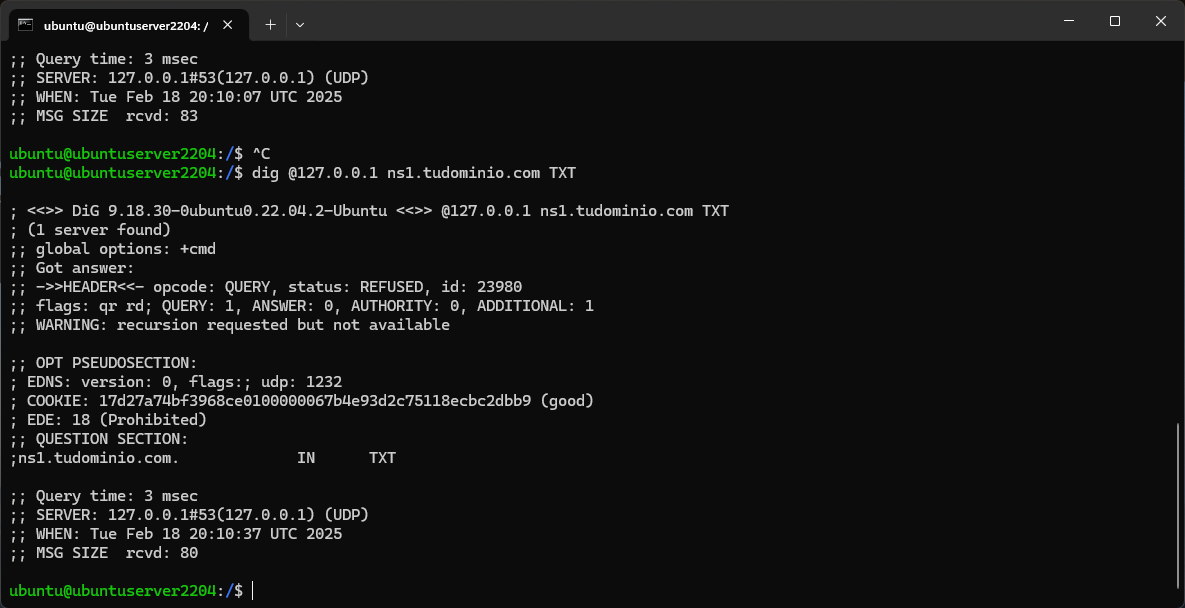 ubuntu@ubuntuserver2204: /
;; Query time: 3 msec
;; SERVER: 127.0.0.1#53(127.0.0.1) (UDP)
;; WHEN: Tue Feb 18 20:10:07 UTC 2025
;; MSG SIZE  rcvd: 83

ubuntu@ubuntuserver2204:/$ ^C
ubuntu@ubuntuserver2204:/$ dig @127.0.0.1 ns1.tudominio.com TXT

; <<>> DiG 9.18.30-0ubuntu0.22.04.2-Ubuntu <<>> @127.0.0.1 ns1.tudominio.com TXT
; (1 server found)
;; global options: +cmd
;; Got answer:
;; ->>HEADER<<- opcode: QUERY, status: REFUSED, id: 23980
;; flags: qr rd; QUERY: 1, ANSWER: 0, AUTHORITY: 0, ADDITIONAL: 1
;; WARNING: recursion requested but not available

;; OPT PSEUDOSECTION:
; EDNS: version: 0, flags:; udp: 1232
; COOKIE: 17d27a74bf3968ce0100000067b4e93d2c75118ecbc2dbb9 (good)
; EDE: 18 (Prohibited)
;; QUESTION SECTION:
;ns1.tudominio.com.             IN      TXT

;; Query time: 3 msec
;; SERVER: 127.0.0.1#53(127.0.0.1) (UDP)
;; WHEN: Tue Feb 18 20:10:37 UTC 2025
;; MSG SIZE  rcvd: 80

ubuntu@ubuntuserver2204:/$